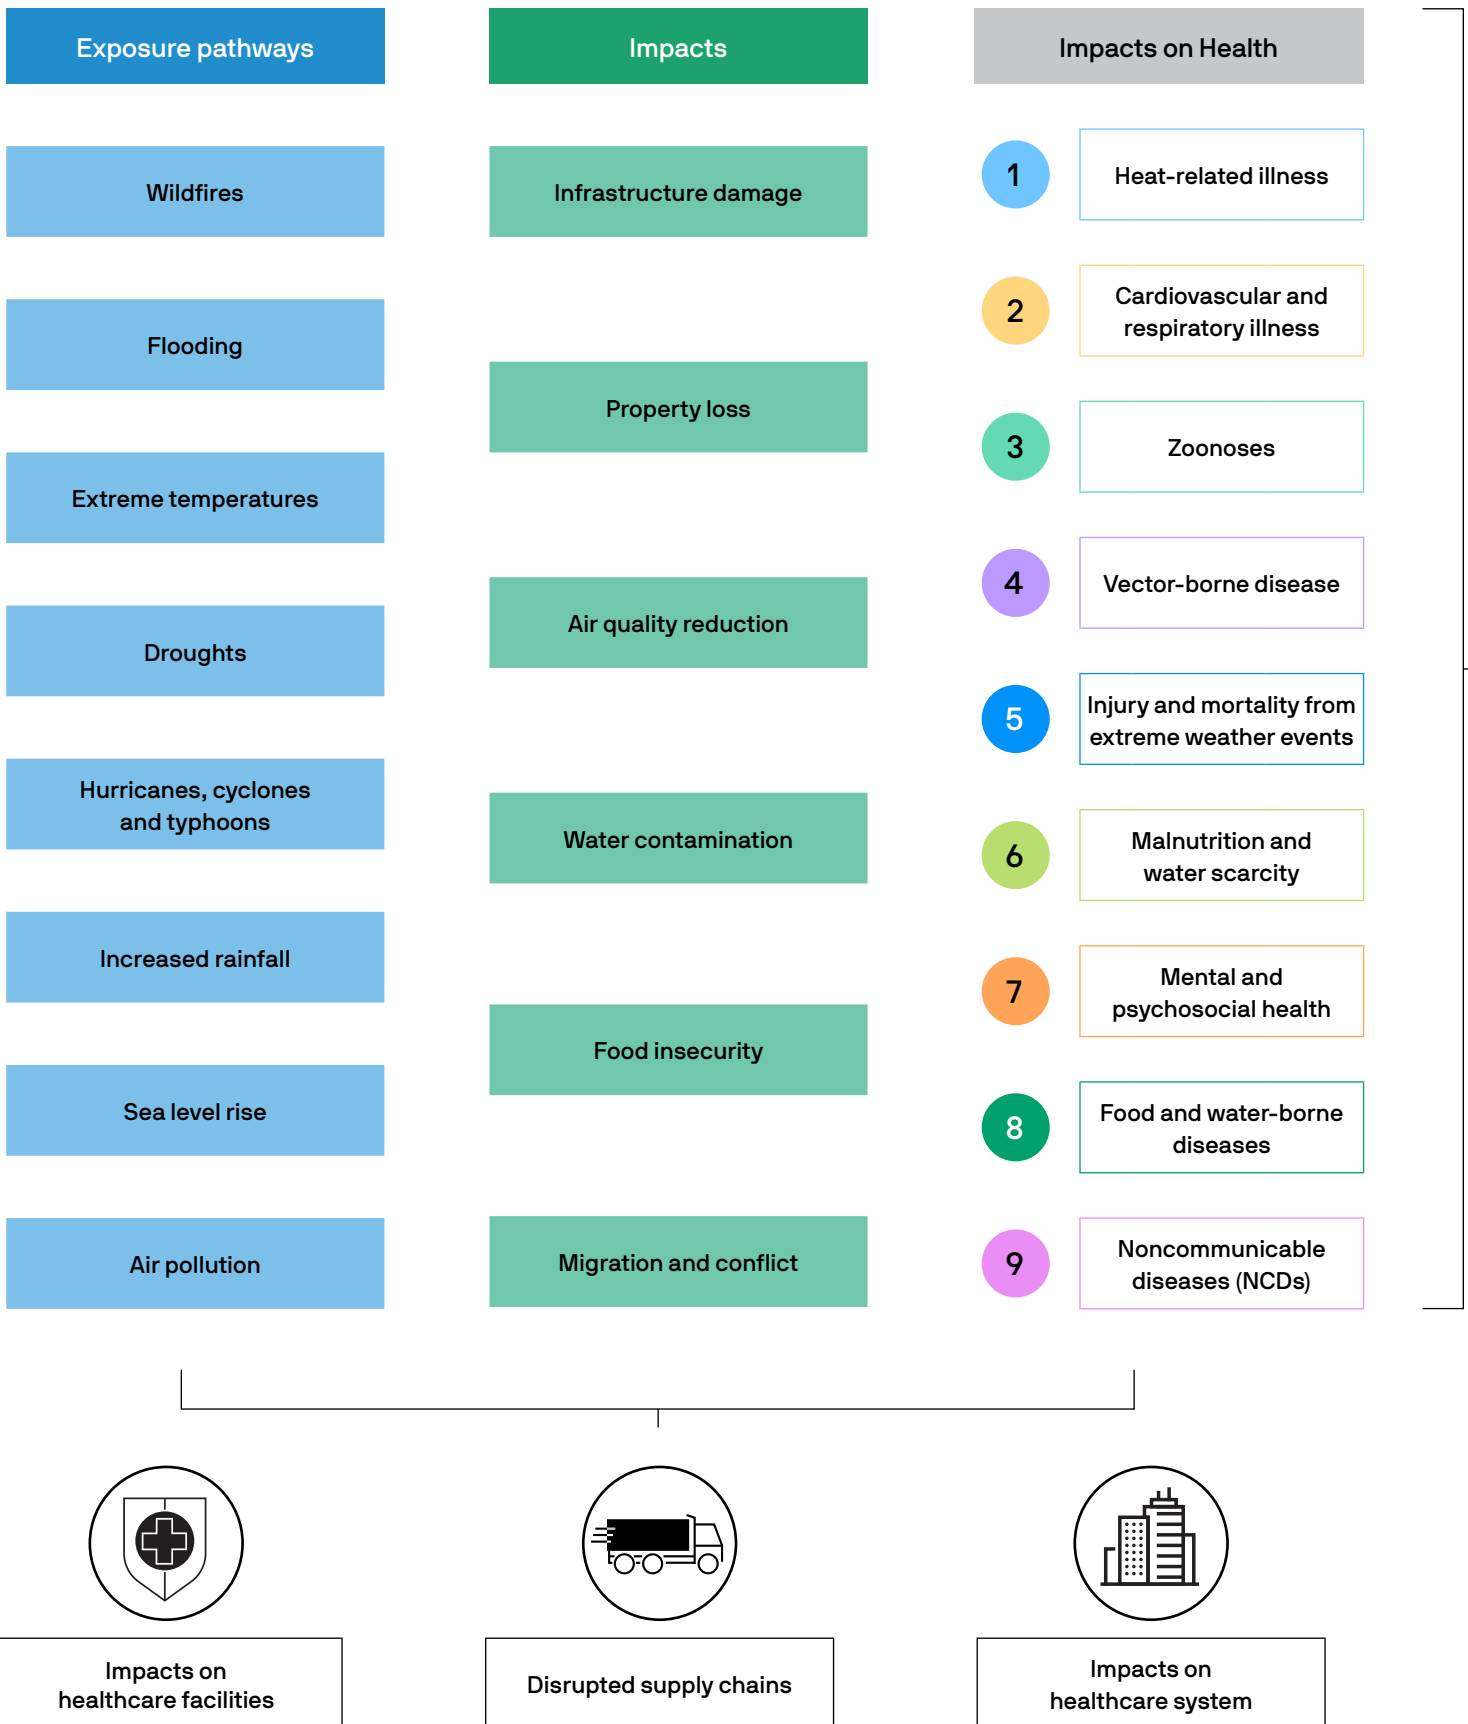 Exposure pathways
Wildfires
Flooding
Extreme temperatures
Droughts
Hurricanes, cyclones
and typhoons
Increased rainfall
Sea level rise
Air pollution
Impacts
Infrastructure damage
Property loss
Air quality reduction
Water contamination
Food insecurity
Migration and conflict
Impacts on Health
1
Heat-related illness
2
Cardiovascular and
respiratory illness
3
Zoonoses
4
Vector-borne disease
5
Injury and mortality from
extreme weather events
6
Malnutrition and
water scarcity
7
Mental and
psychosocial health
8
Food and water-borne
diseases
9
Noncommunicable
diseases (NCDs)
Impacts on
healthcare facilities
Disrupted supply chains
Impacts on
healthcare system